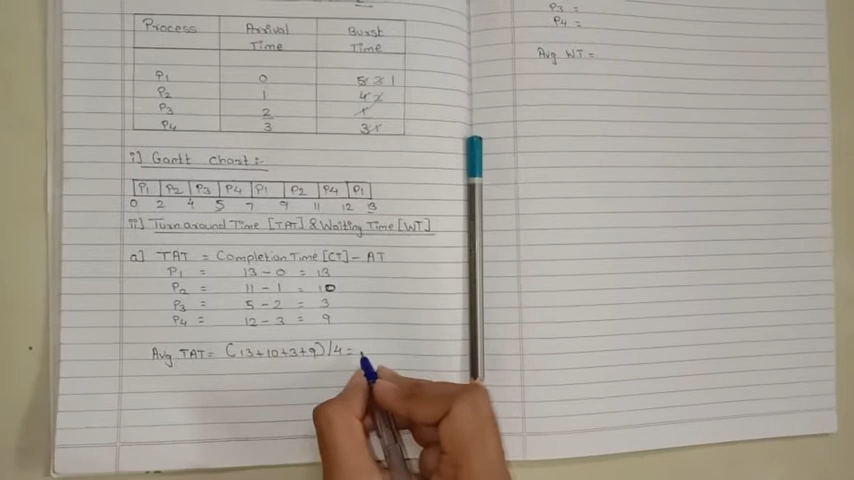 Process Arrival Time Burst Time
P1 0 5 3 1
P2 1 4 2
P3 2 1
P4 3 3 1
i] Gantt chart :-
P1 P2 P3 P4 P1 P2 P4 P1
0 2 4 5 7 9 11 12 13
ii] Turnaround Time [TAT] & Waiting Time [WT]
a] TAT = Completion Time [CT] - AT
P1 = 13 - 0 = 13
P2 = 11 - 1 = 10
P3 = 5 - 2 = 3
P4 = 12 - 3 = 9
Avg TAT = (13+10+3+9)/4 =
P3 =
P4 =
Avg WT =